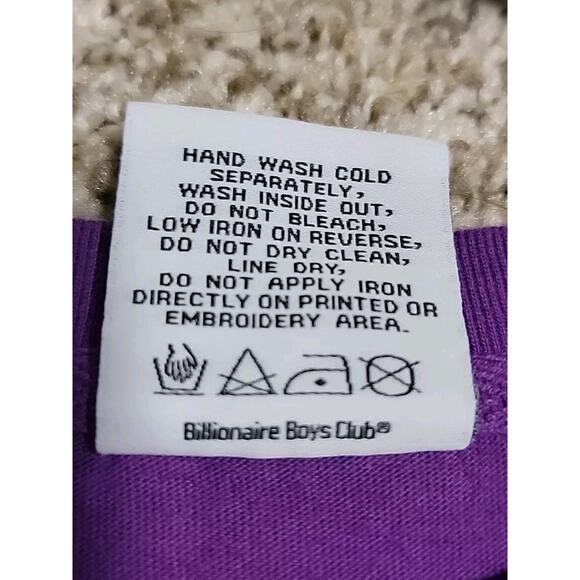 HAND WASH COLD
SEPARATELY,
WASH INSIDE OUT,
DO NOT BLEACH,
LOW IRON ON REVERSE,
DO NOT DRY CLEAN,
LINE DRY,
DO NOT APPLY IRON
DIRECTLY ON PRINTED OR
EMBROIDERY AREA.
Billionaire Boys Club®